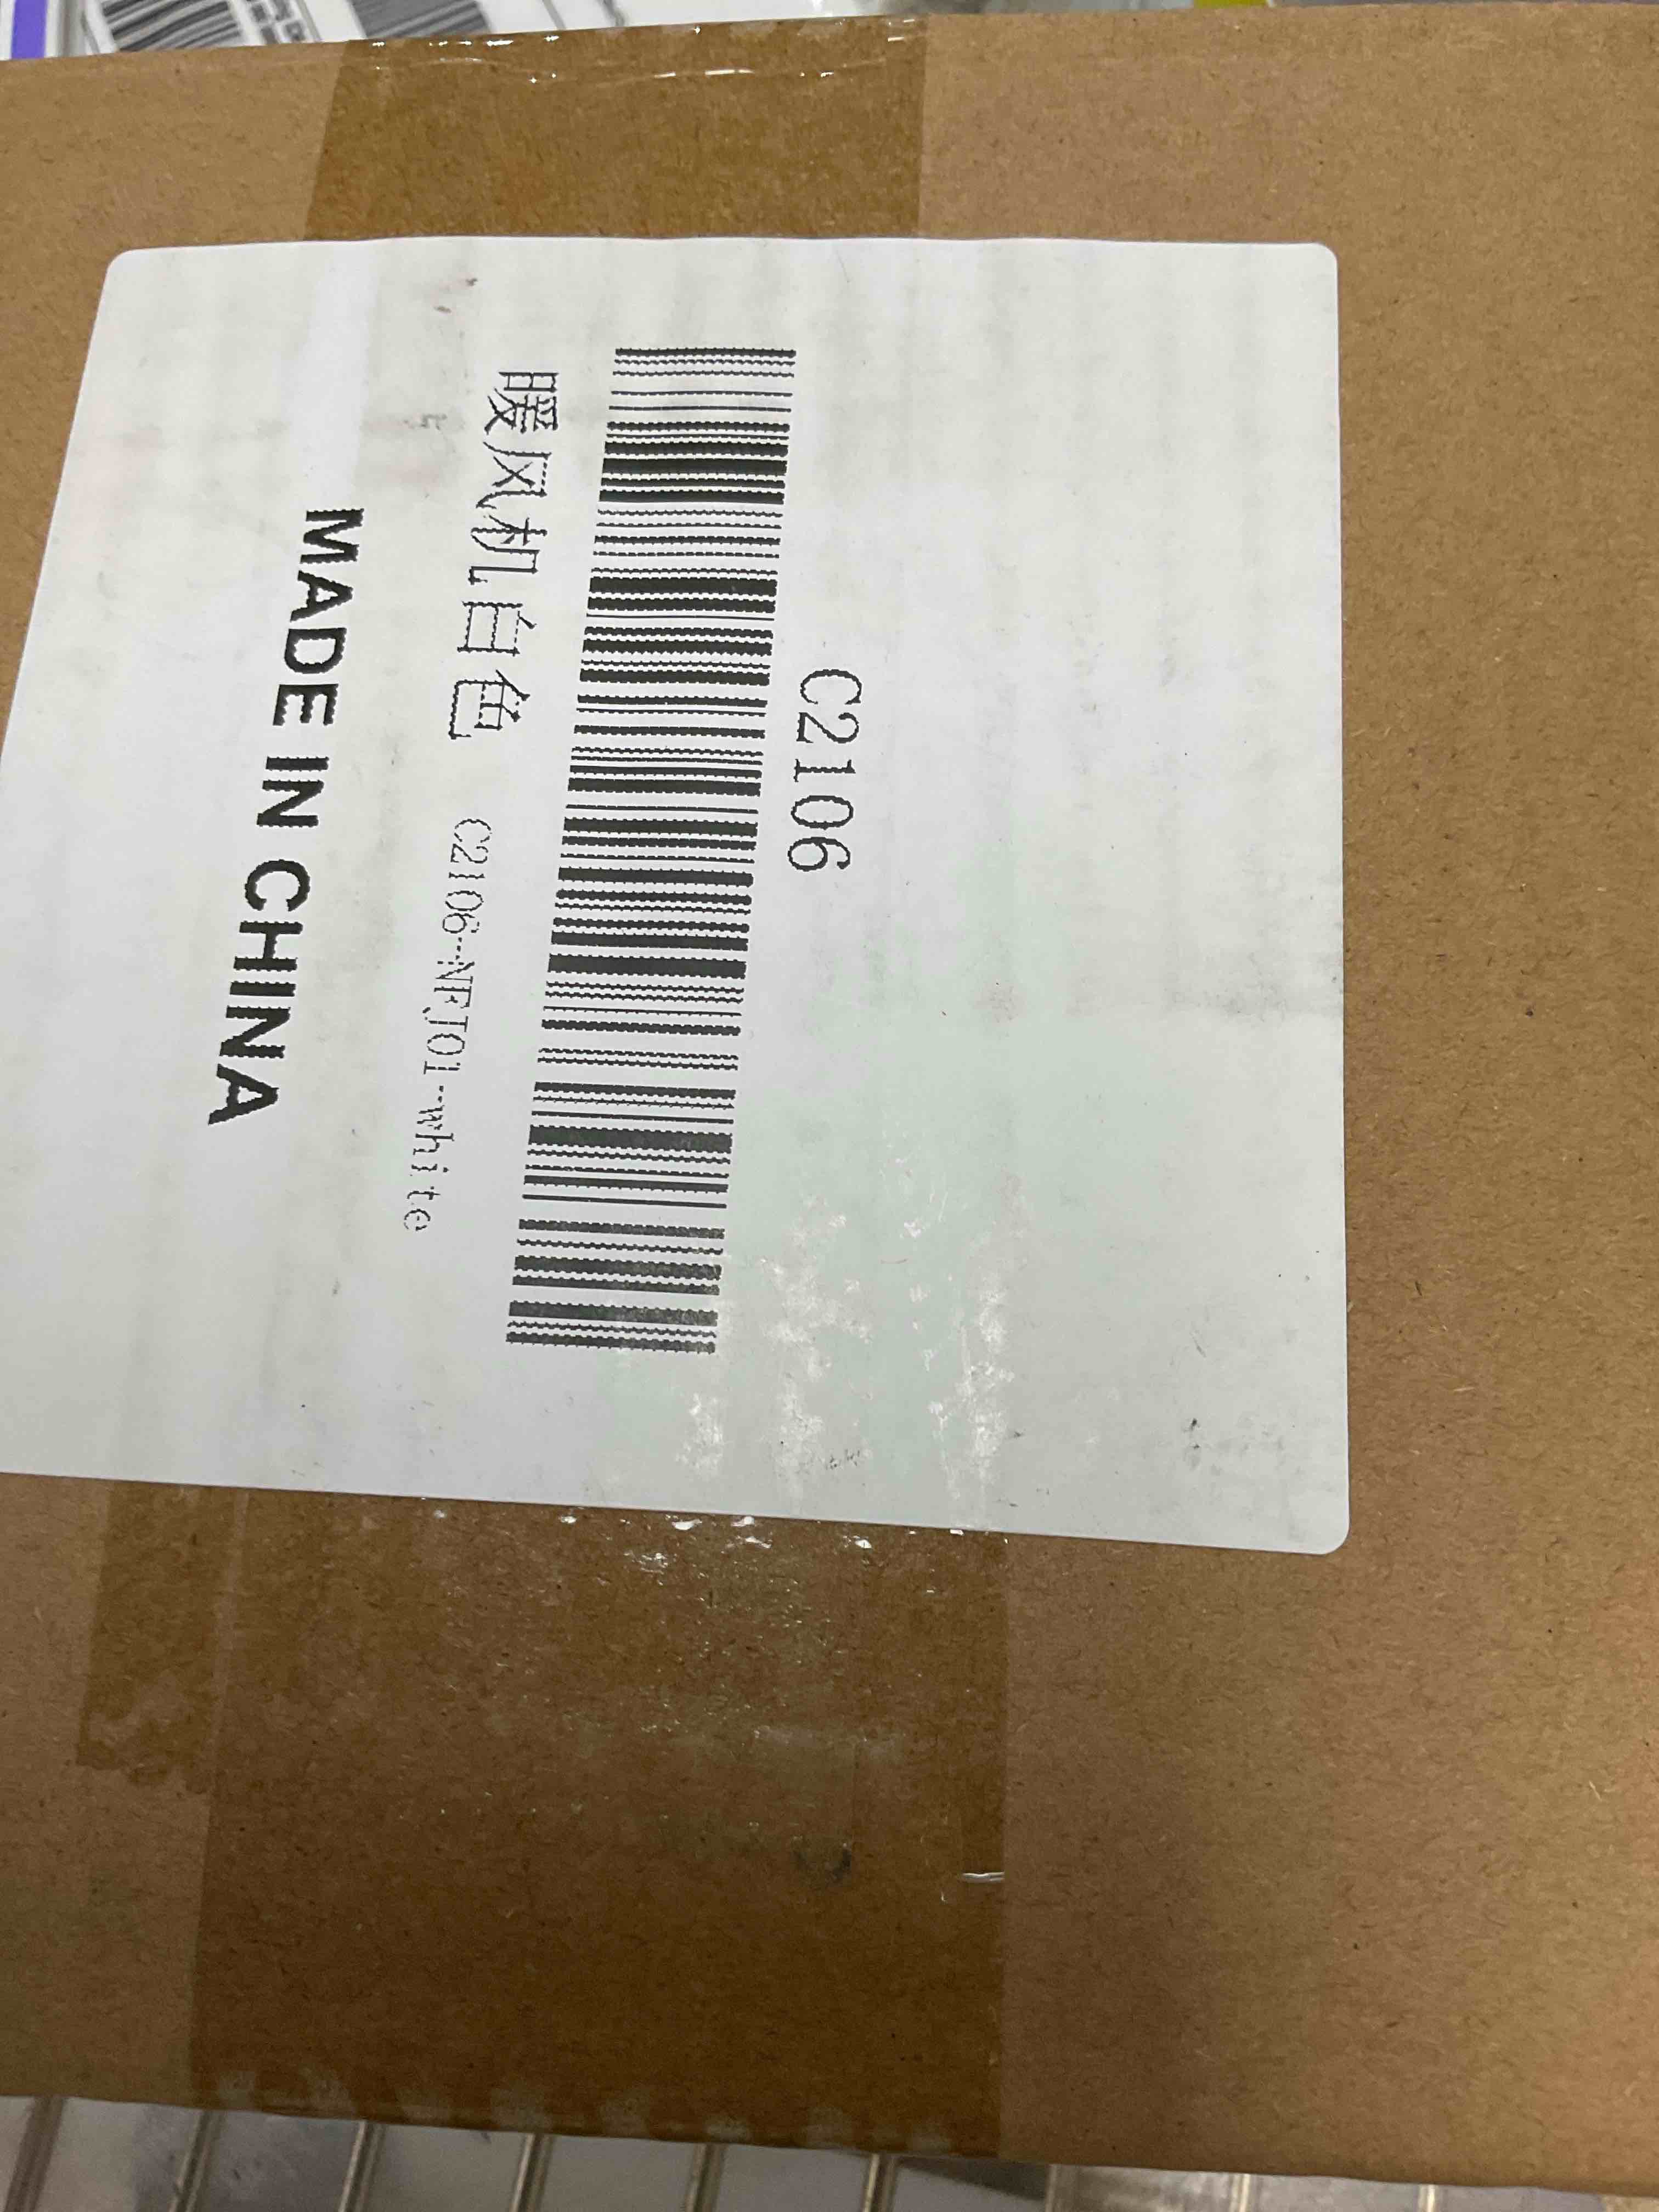 C2106
暖风机白色 C2106-NFJ01-white
MADE IN CHINA